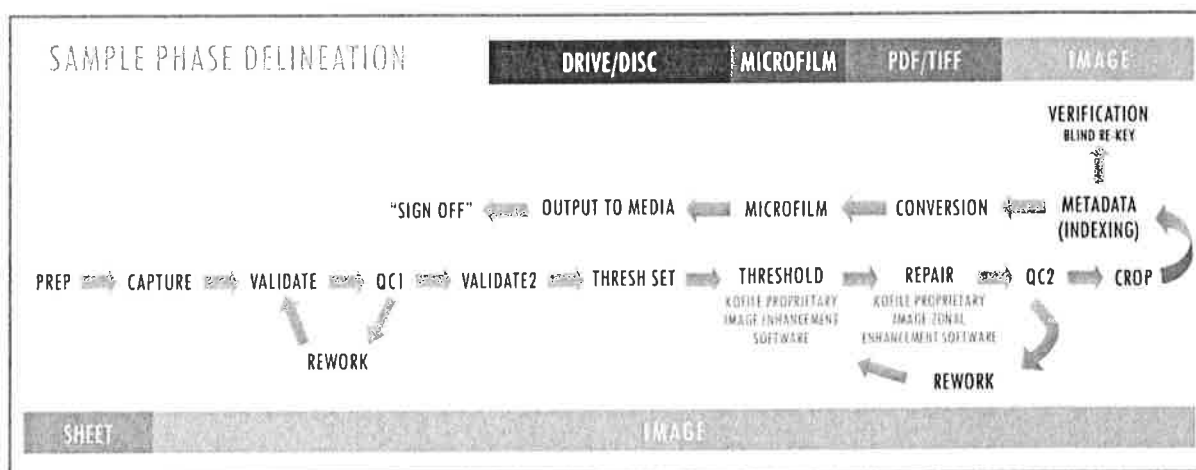 SAMPLE PHASE DELINEATION
DRIVE/DISC MICROFILM PDF/TIFF IMAGE
VERIFICATION
BLIND RE-KEY
"SIGN OFF" OUTPUT TO MEDIA MICROFILM CONVERSION METADATA
(INDEXING)
PREP CAPTURE VALIDATE QC1 VALIDATE2 THRESH SET THRESHOLD REPAIR QC2 CROP
KOFILE PROPRIETARY KOFILE PROPRIETARY
IMAGE ENHANCEMENT IMAGE ZONAL
SOFTWARE ENHANCEMENT SOFTWARE
REWORK
REWORK
SHEET IMAGE